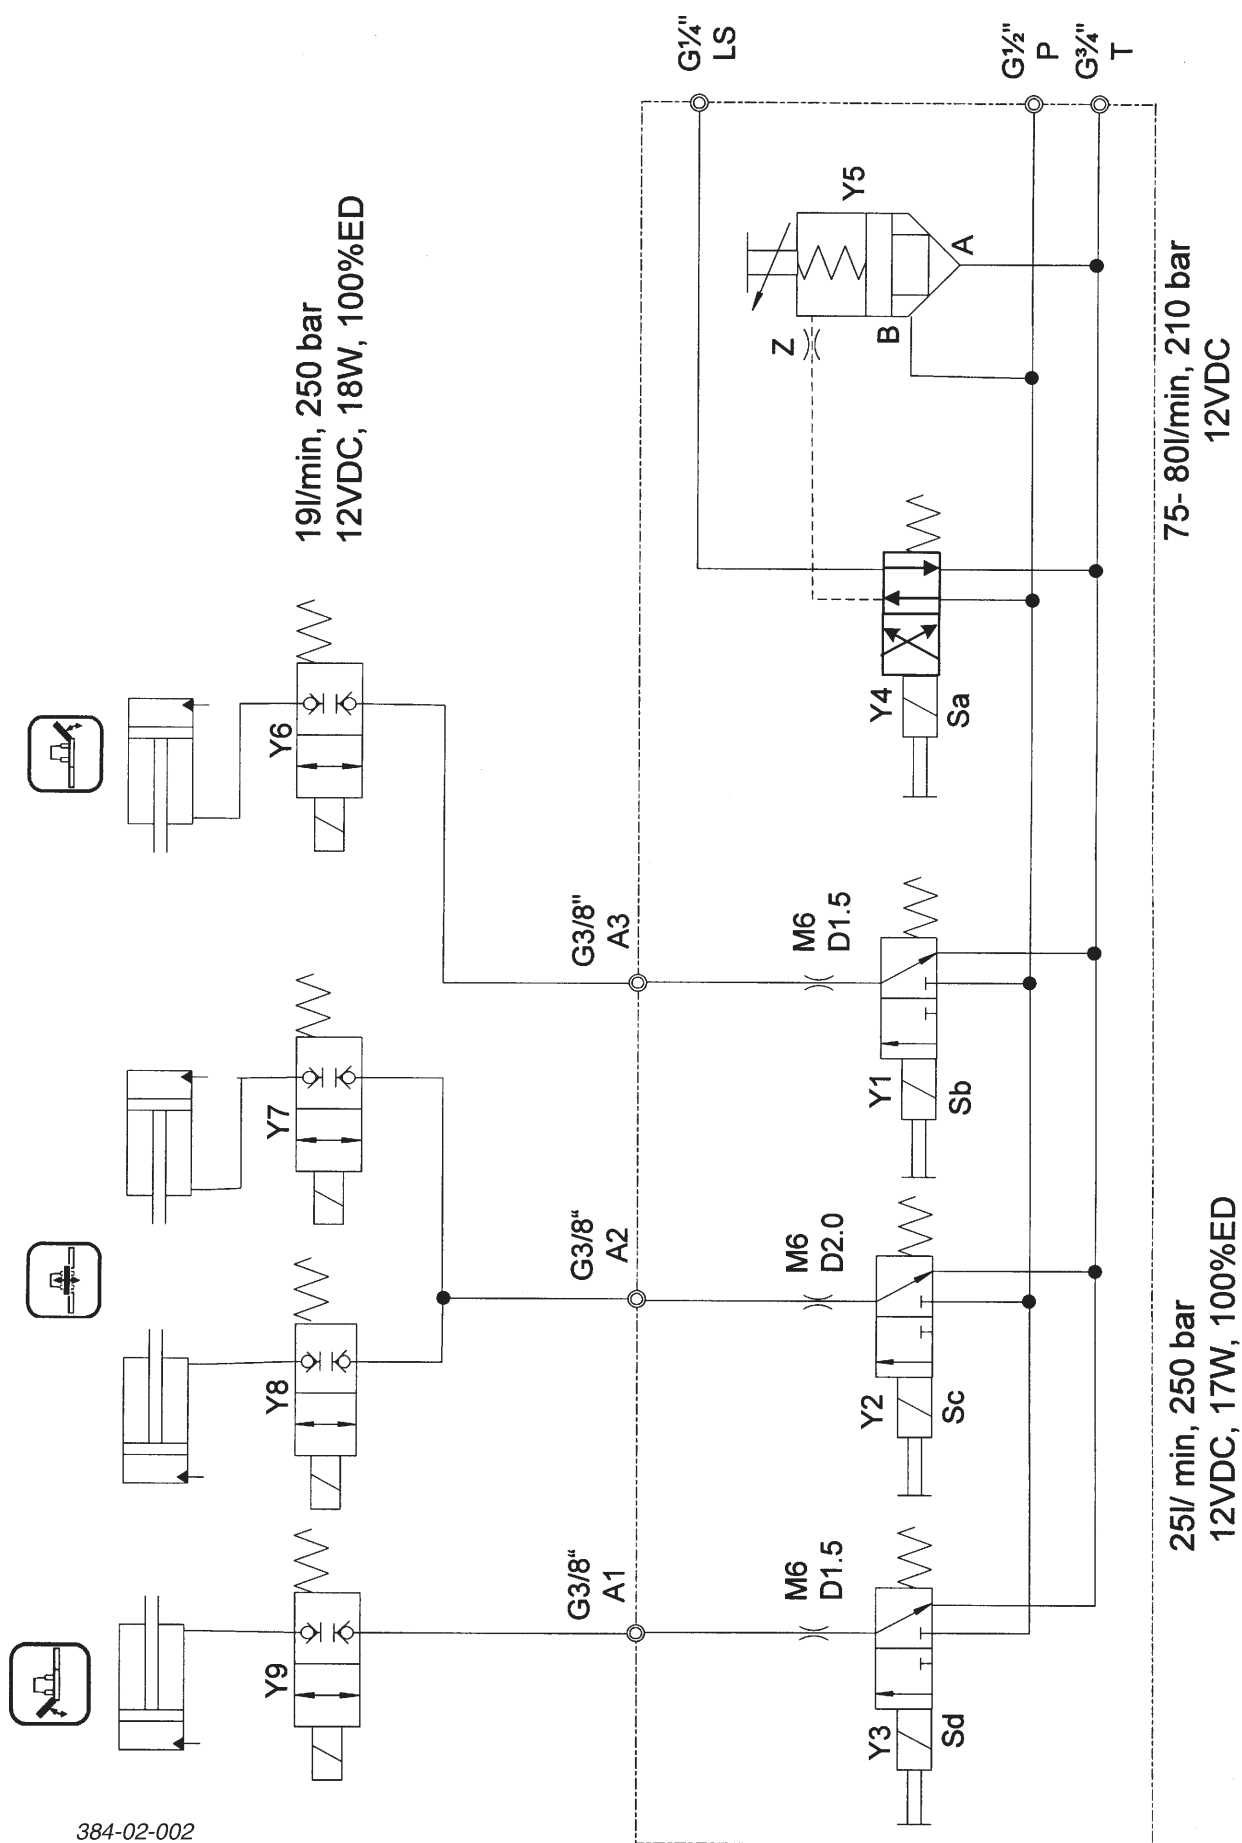 G¼"
LS
G½"
P
G¾"
T
Y5
A
B
Z
75- 80l/min, 210 bar
12VDC
19l/min, 250 bar
12VDC, 18W, 100%ED
Y6
Y4
Sa
G3/8"
A3
M6
D1.5
Y7
Y1
Sb
G3/8“
A2
M6
D2.0
Y8
Y2
Sc
25l/ min, 250 bar
12VDC, 17W, 100%ED
G3/8“
A1
M6
D1.5
Y9
Y3
Sd
384-02-002